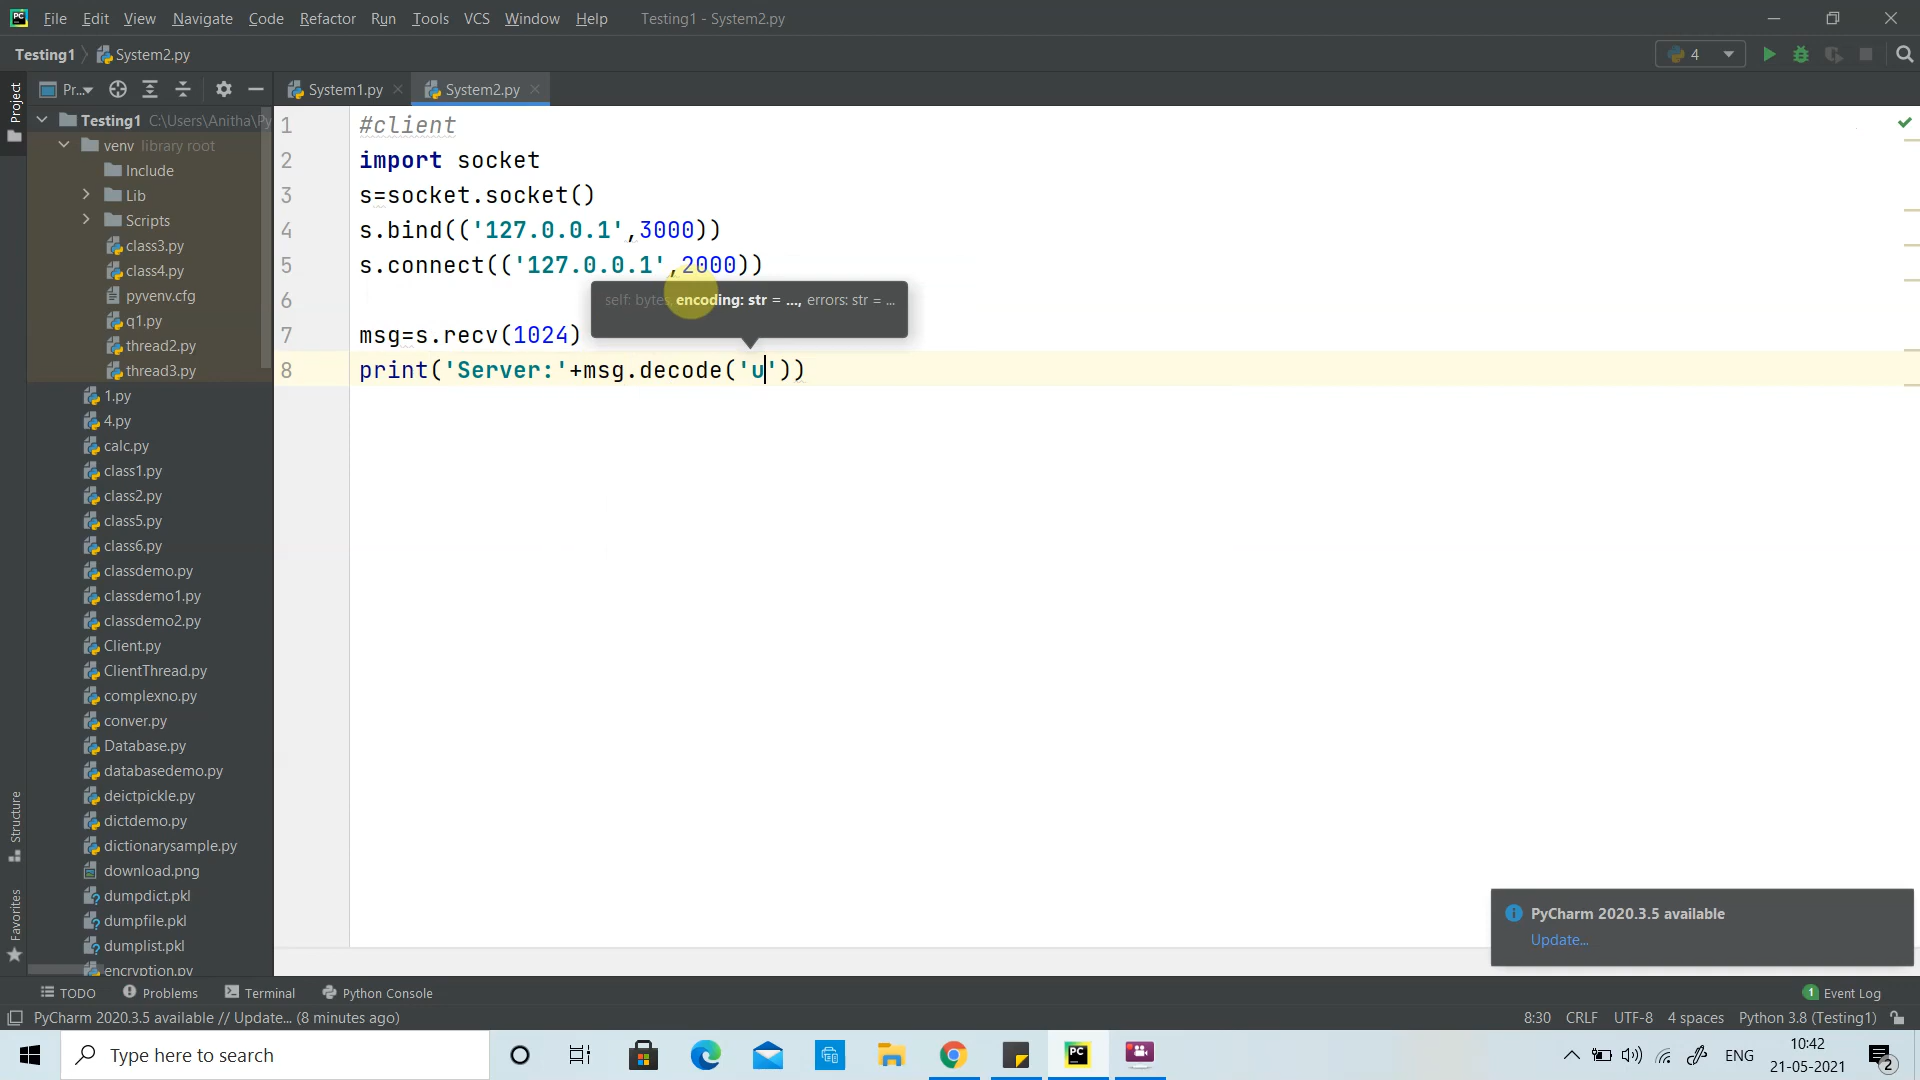 PC File Edit View Navigate Code Refactor Run Tools VCS Window Help Testing1 - System2.py
Testing1 System2.py 4
Pr... System1.py System2.py
Project
Testing1 C:\Users\Anitha\Py
venv library root
Include
Lib
Scripts
class3.py
class4.py
pyvenv.cfg
q1.py
thread2.py
thread3.py
1.py
4.py
calc.py
class1.py
class2.py
class5.py
class6.py
classdemo.py
classdemo1.py
classdemo2.py
Client.py
ClientThread.py
complexno.py
conver.py
Database.py
databasedemo.py
deictpickle.py
dictdemo.py
dictionarysample.py
download.png
dumpdict.pkl
dumpfile.pkl
dumplist.pkl
encryption.py
Structure
Favorites
1 #client
2 import socket
3 s=socket.socket()
4 s.bind(('127.0.0.1',3000))
5 s.connect(('127.0.0.1',2000))
6
self: bytes, encoding: str = ..., errors: str = ...
7 msg=s.recv(1024)
8 print('Server:'+msg.decode('u'))
PyCharm 2020.3.5 available
Update...
TODO Problems Terminal Python Console 1 Event Log
PyCharm 2020.3.5 available // Update... (8 minutes ago) 8:30 CRLF UTF-8 4 spaces Python 3.8 (Testing1)
Type here to search PC ENG 10:42
21-05-2021 2